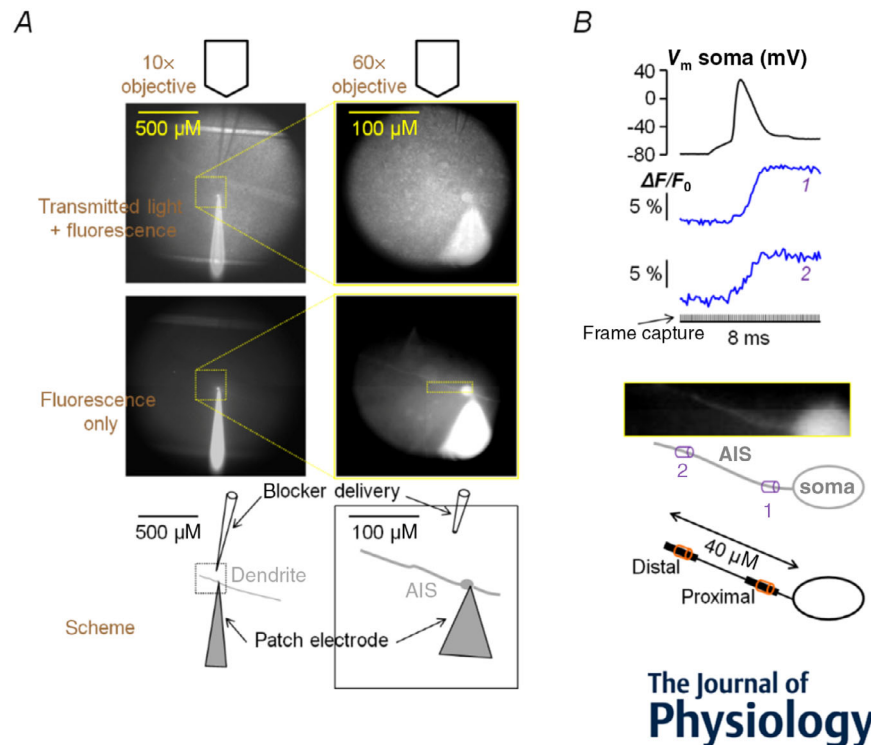 A
10×
objective
60×
objective
500 μM
100 μM
Transmitted light
+ fluorescence
Fluorescence
only
Blocker delivery
500 μM
100 μM
Dendrite
AIS
Patch electrode
Scheme
B
Vm soma (mV)
40
0
-40
-80
ΔF/F0
5 %
1
5 %
2
Frame capture
8 ms
AIS
2
soma
1
40 μM
Distal
Proximal
The Journal of
Physiology